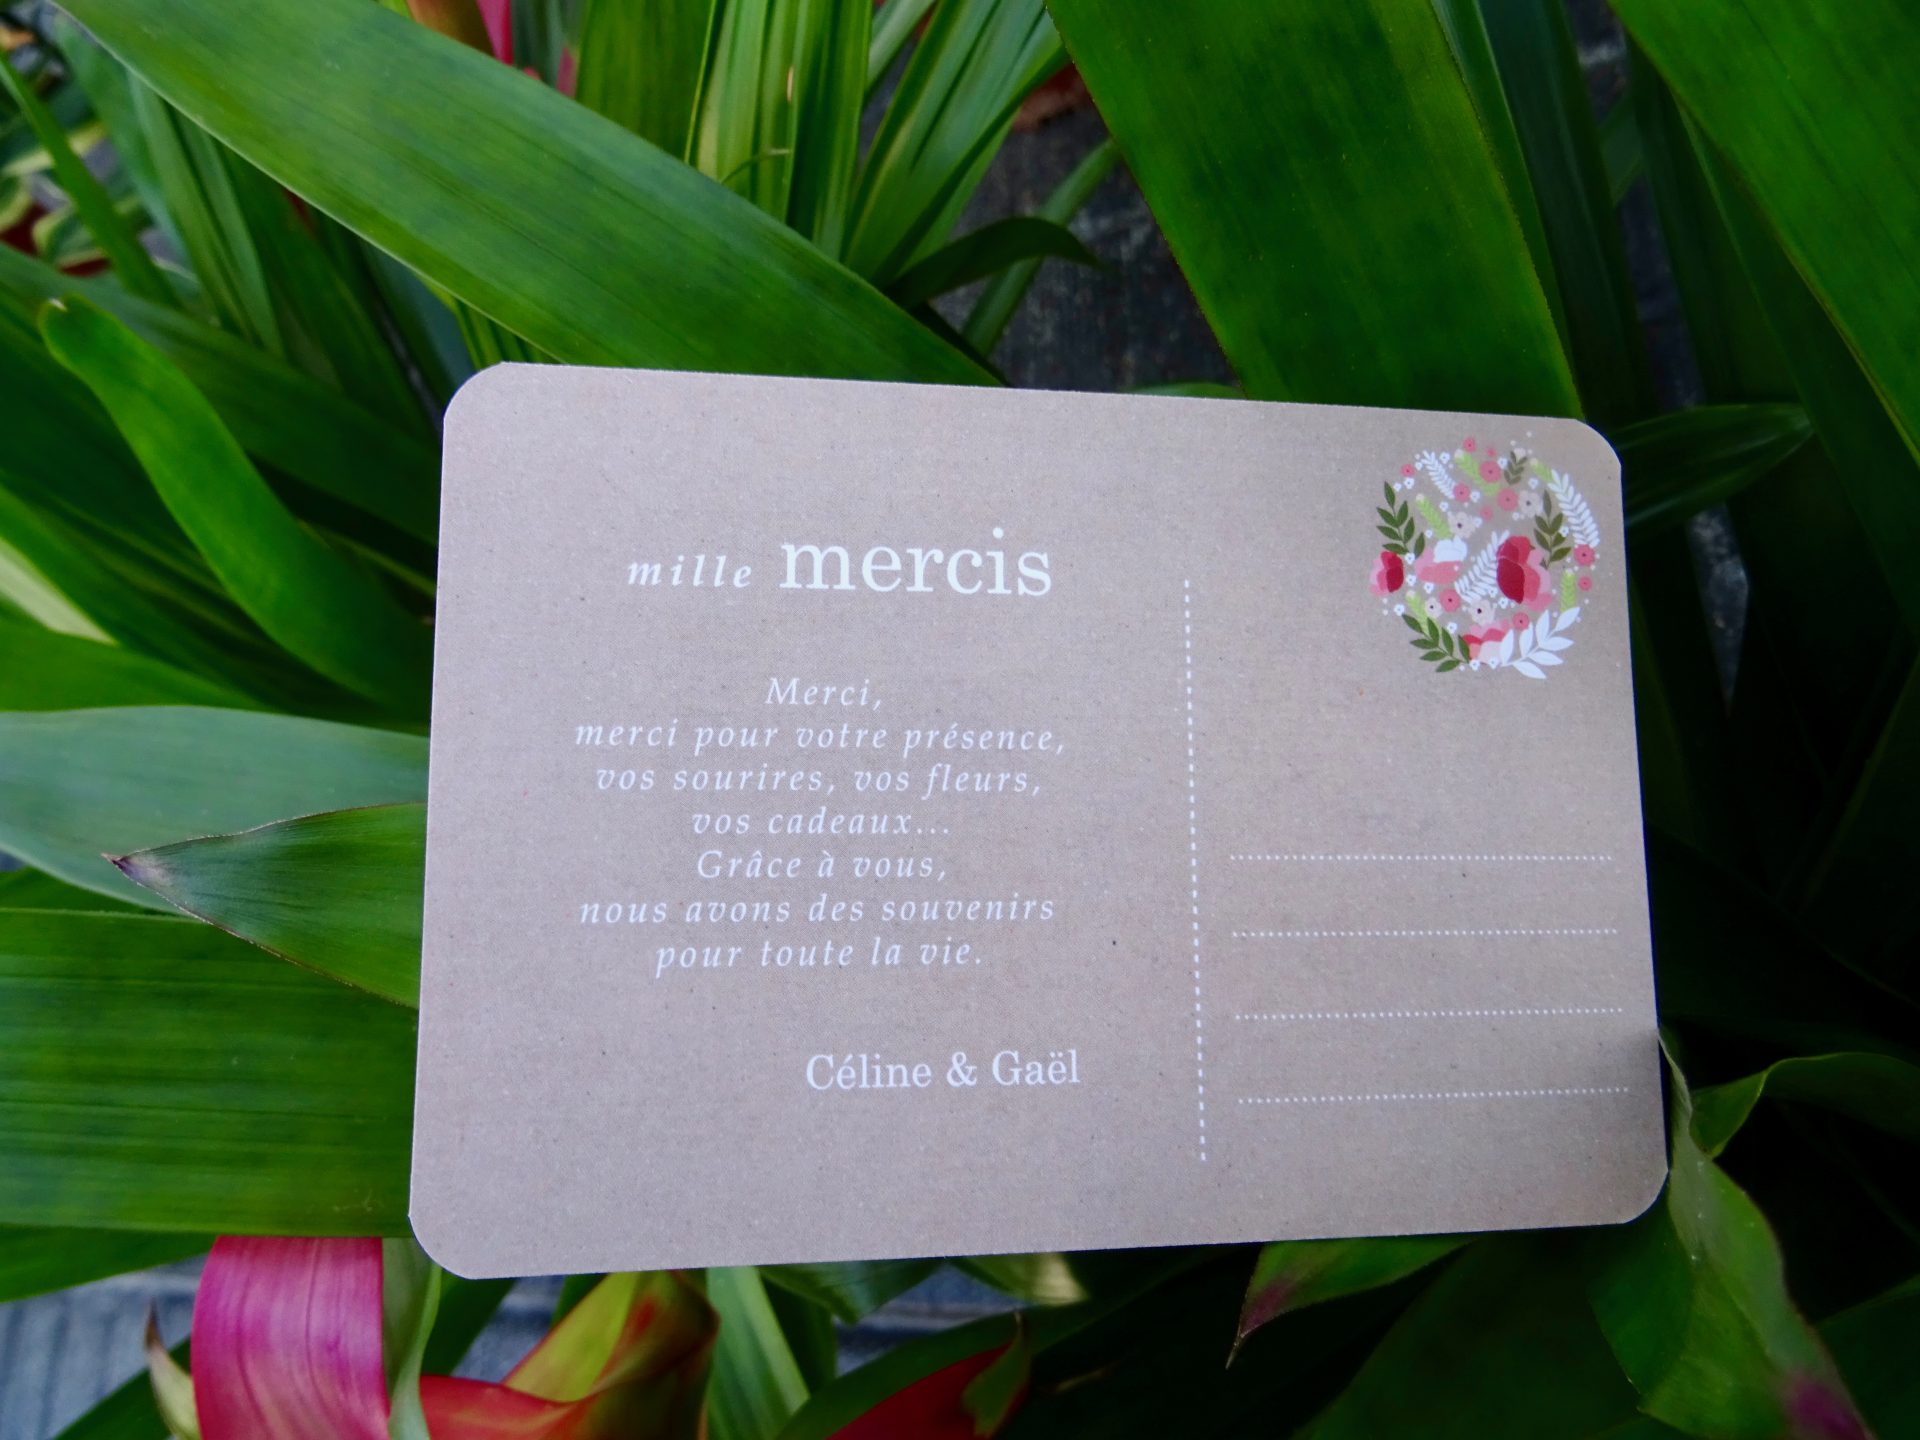 mille mercis
Merci,
merci pour votre présence,
vos sourires, vos fleurs,
vos cadeaux...
Grâce à vous,
nous avons des souvenirs
pour toute la vie.
Céline & Gaël